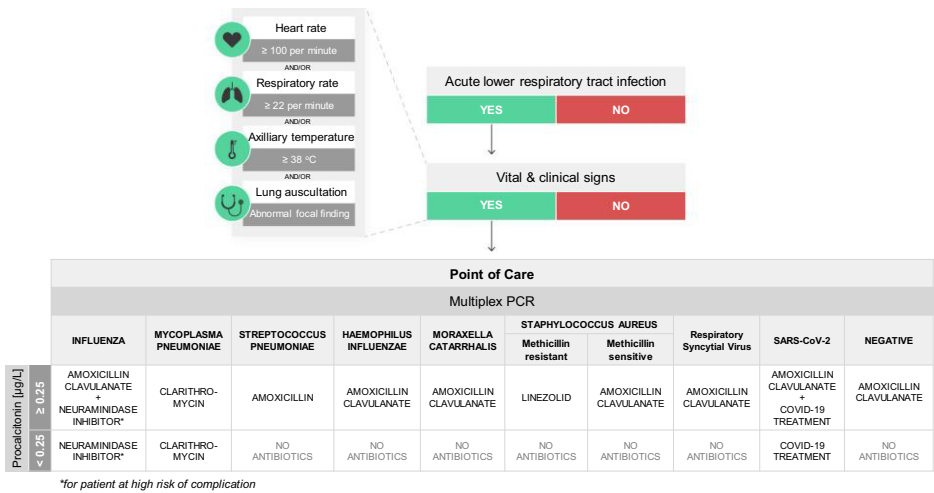 Heart rate
≥ 100 per minute
AND/OR
Respiratory rate
≥ 22 per minute
AND/OR
Axilliary temperature
≥ 38 °C
AND/OR
Lung auscultation
Abnormal focal finding
Acute lower respiratory tract infection
YES NO
Vital & clinical signs
YES NO
Point of Care
Multiplex PCR
INFLUENZA
MYCOPLASMA
PNEUMONIAE
STREPTOCOCCUS
PNEUMONIAE
HAEMOPHILUS
INFLUENZAE
MORAXELLA
CATARRHALIS
STAPHYLOCOCCUS AUREUS
Methicillin
resistant
Methicillin
sensitive
Respiratory
Syncytial Virus
SARS-CoV-2
NEGATIVE
Procalcitonin [µg/L]
≥ 0.25
AMOXICILLIN
CLAVULANATE
+
NEURAMINIDASE
INHIBITOR*
CLARITHRO-
MYCIN
AMOXICILLIN
AMOXICILLIN
CLAVULANATE
AMOXICILLIN
CLAVULANATE
LINEZOLID
AMOXICILLIN
CLAVULANATE
AMOXICILLIN
CLAVULANATE
AMOXICILLIN
CLAVULANATE
+
COVID-19
TREATMENT
AMOXICILLIN
CLAVULANATE
< 0.25
NEURAMINIDASE
INHIBITOR*
CLARITHRO-
MYCIN
NO
ANTIBIOTICS
NO
ANTIBIOTICS
NO
ANTIBIOTICS
NO
ANTIBIOTICS
NO
ANTIBIOTICS
NO
ANTIBIOTICS
COVID-19
TREATMENT
NO
ANTIBIOTICS
*for patient at high risk of complication